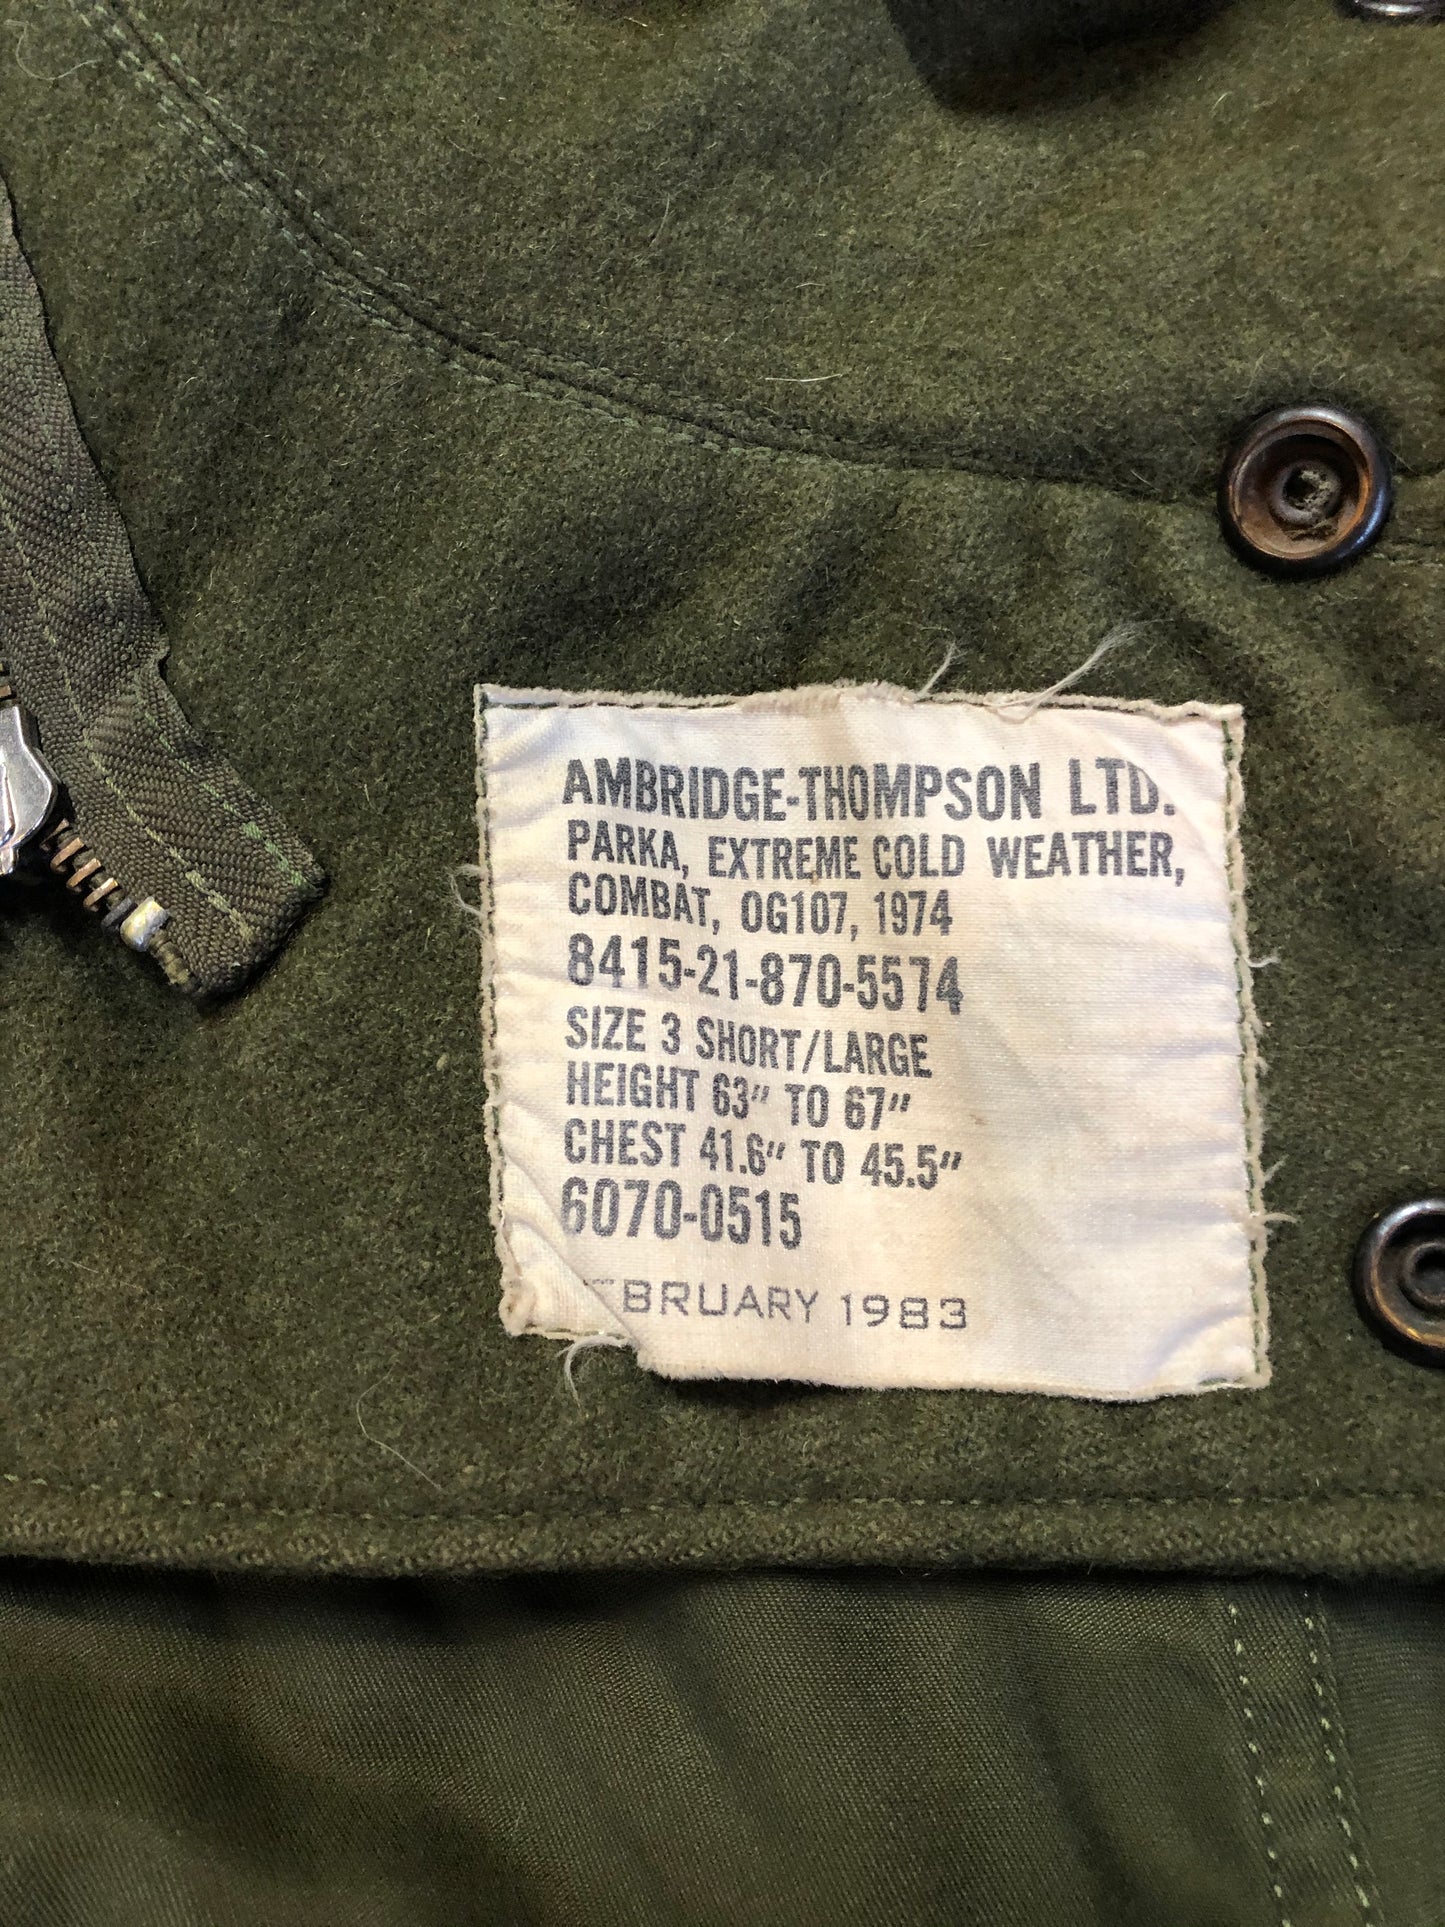 AMBRIDGE-THOMPSON LTD.
PARKA, EXTREME COLD WEATHER,
COMBAT, OG107, 1974
8415-21-870-5574
SIZE 3 SHORT/LARGE
HEIGHT 63" TO 67"
CHEST 41.6" TO 45.5"
6070-0515
EBRUARY 1983